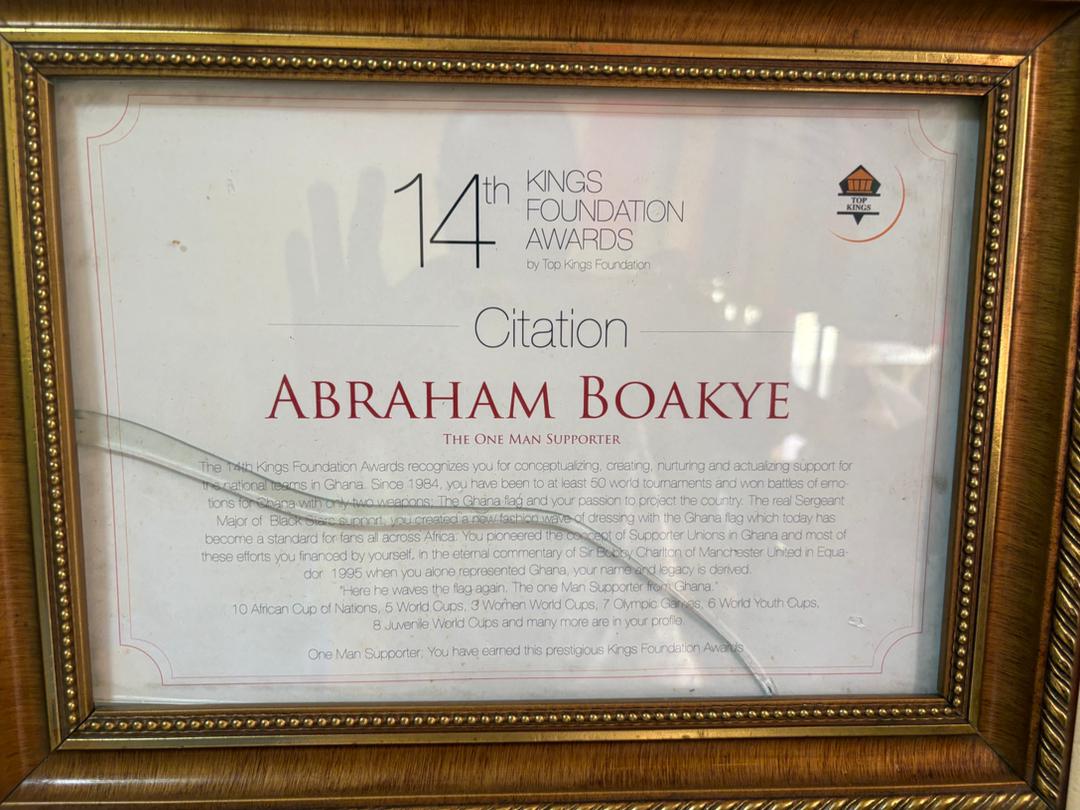 14th KINGS
FOUNDATION
AWARDS
by Top Kings Foundation
TOP
KINGS
Citation
ABRAHAM BOAKYE
THE ONE MAN SUPPORTER
The 14th Kings Foundation Awards recognizes you for conceptualizing, creating, nurturing and actualizing support for
the national teams in Ghana. Since 1984, you have been to at least 50 world tournaments and won battles of emo-
tions for Ghana with only two weapons; The Ghana flag and your passion to project the country. The real Sergeant
Major of Black Stars support, you created a new fashion wave of dressing with the Ghana flag which today has
become a standard for fans all across Africa. You pioneered the concept of Supporter Unions in Ghana and most of
these efforts you financed by yourself, in the eternal commentary of Sir Bobby Charlton of Manchester United in Equa-
dor 1995 when you alone represented Ghana, your name and legacy is derived.
"Here he waves the flag again, The one Man Supporter from Ghana."
10 African Cup of Nations, 5 World Cups, 3 Women World Cups, 7 Olympic Games, 6 World Youth Cups,
8 Juvenile World Cups and many more are in your profile.
One Man Supporter; You have earned this prestigious Kings Foundation Awards